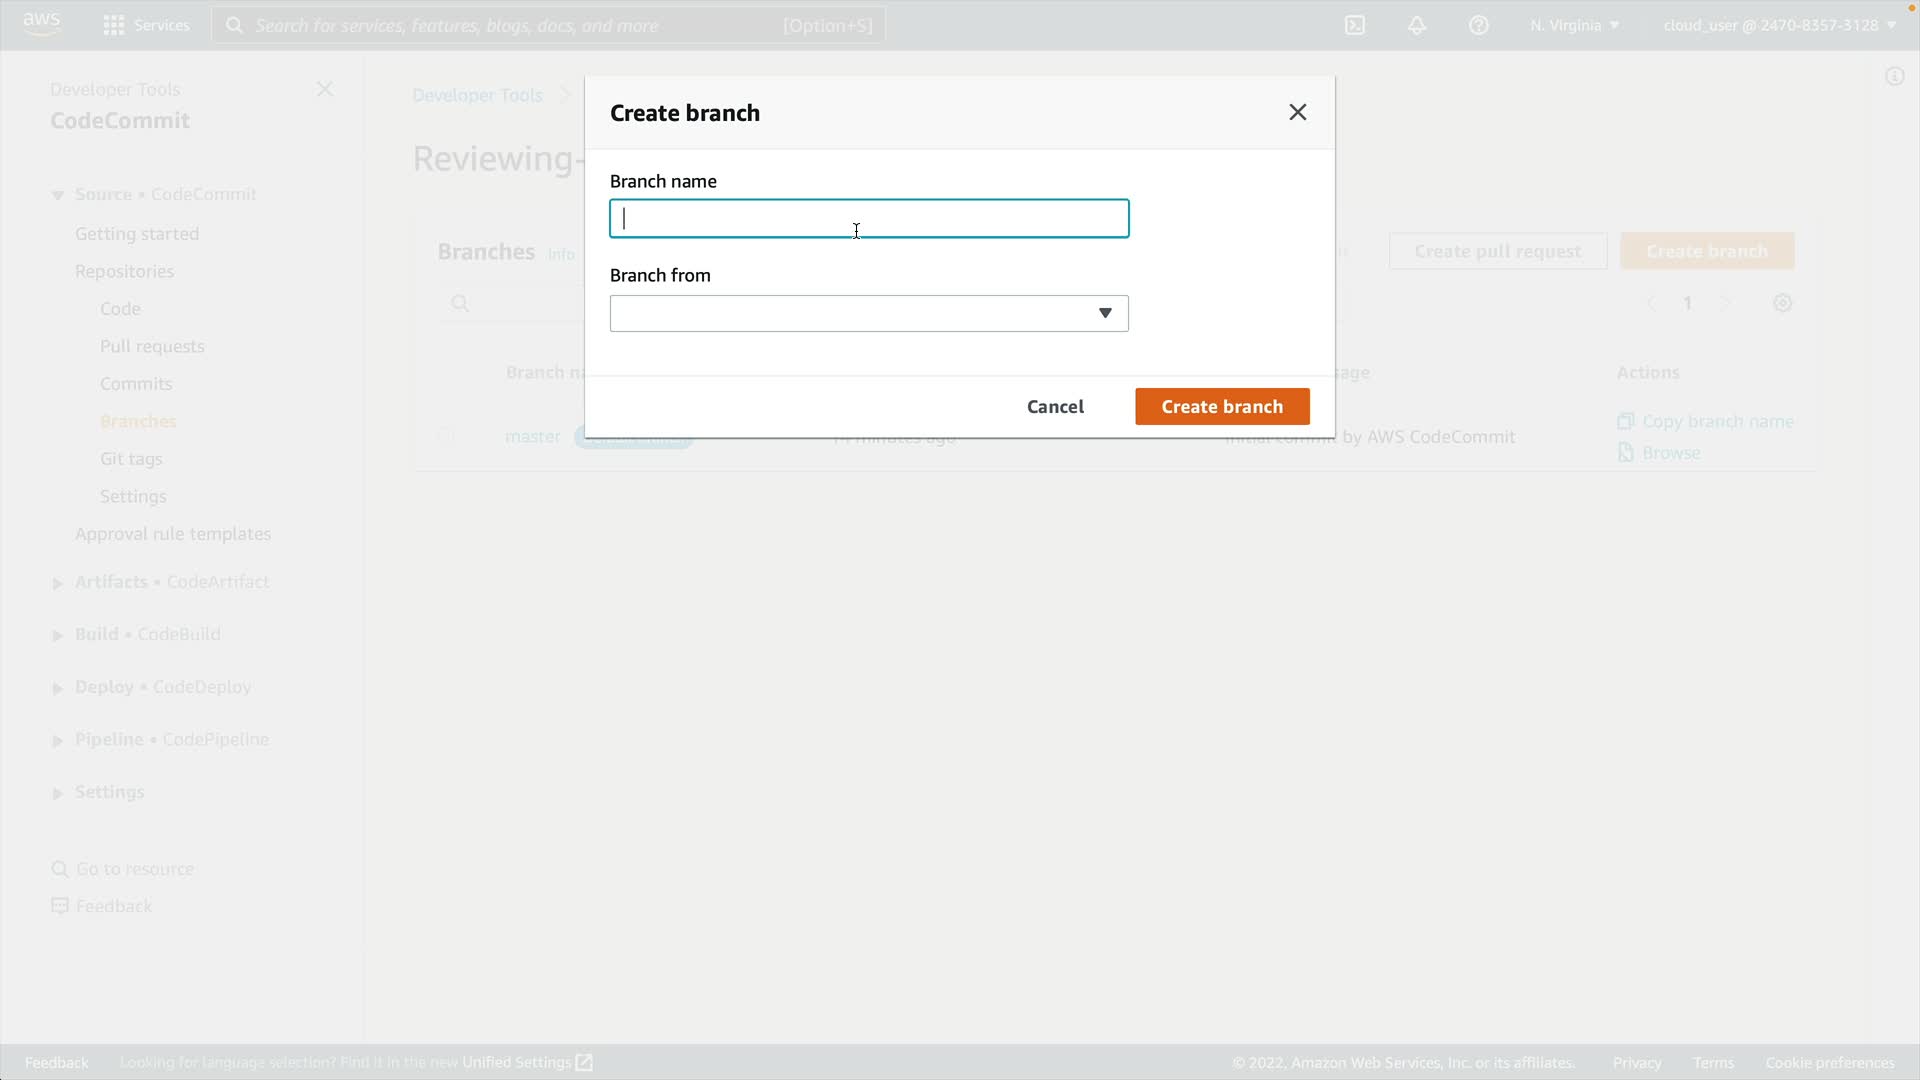 aws
Services
Search for services, features, blogs, docs, and more
[Option+S]
N. Virginia
cloud_user @ 2470-8357-3128
Developer Tools
CodeCommit
Source • CodeCommit
Getting started
Repositories
Code
Pull requests
Commits
Branches
Git tags
Settings
Approval rule templates
Artifacts • CodeArtifact
Build • CodeBuild
Deploy • CodeDeploy
Pipeline • CodePipeline
Settings
Go to resource
Feedback
Developer Tools
Reviewing-
Branches Info
Create pull request
Create branch
1
Branch
Actions
master
14 minutes ago
Initial commit by AWS CodeCommit
Copy branch name
Browse
Create branch
Branch name
Branch from
Cancel
Create branch
Feedback
Looking for language selection? Find it in the new Unified Settings
© 2022, Amazon Web Services, Inc. or its affiliates.
Privacy
Terms
Cookie preferences